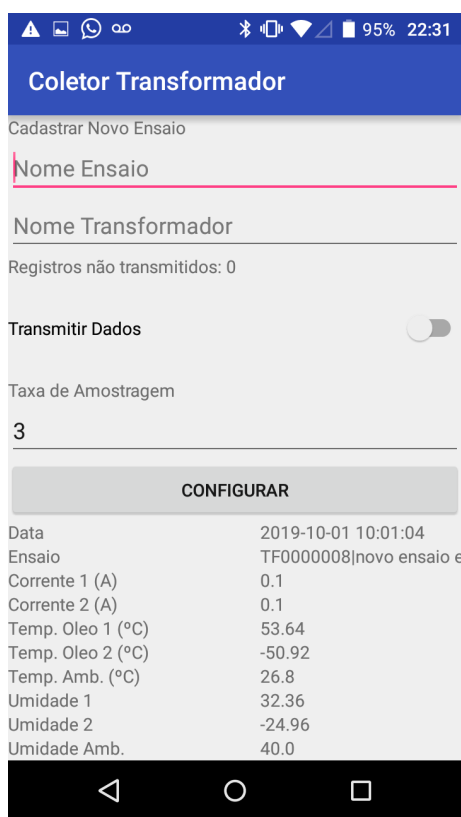 95% 22:31
Coletor Transformador
Cadastrar Novo Ensaio
Nome Ensaio
Nome Transformador
Registros não transmitidos: 0
Transmitir Dados
Taxa de Amostragem
3
CONFIGURAR
Data 2019-10-01 10:01:04
Ensaio TF0000008|novo ensaio e
Corrente 1 (A) 0.1
Corrente 2 (A) 0.1
Temp. Oleo 1 (ºC) 53.64
Temp. Oleo 2 (ºC) -50.92
Temp. Amb. (ºC) 26.8
Umidade 1 32.36
Umidade 2 -24.96
Umidade Amb. 40.0